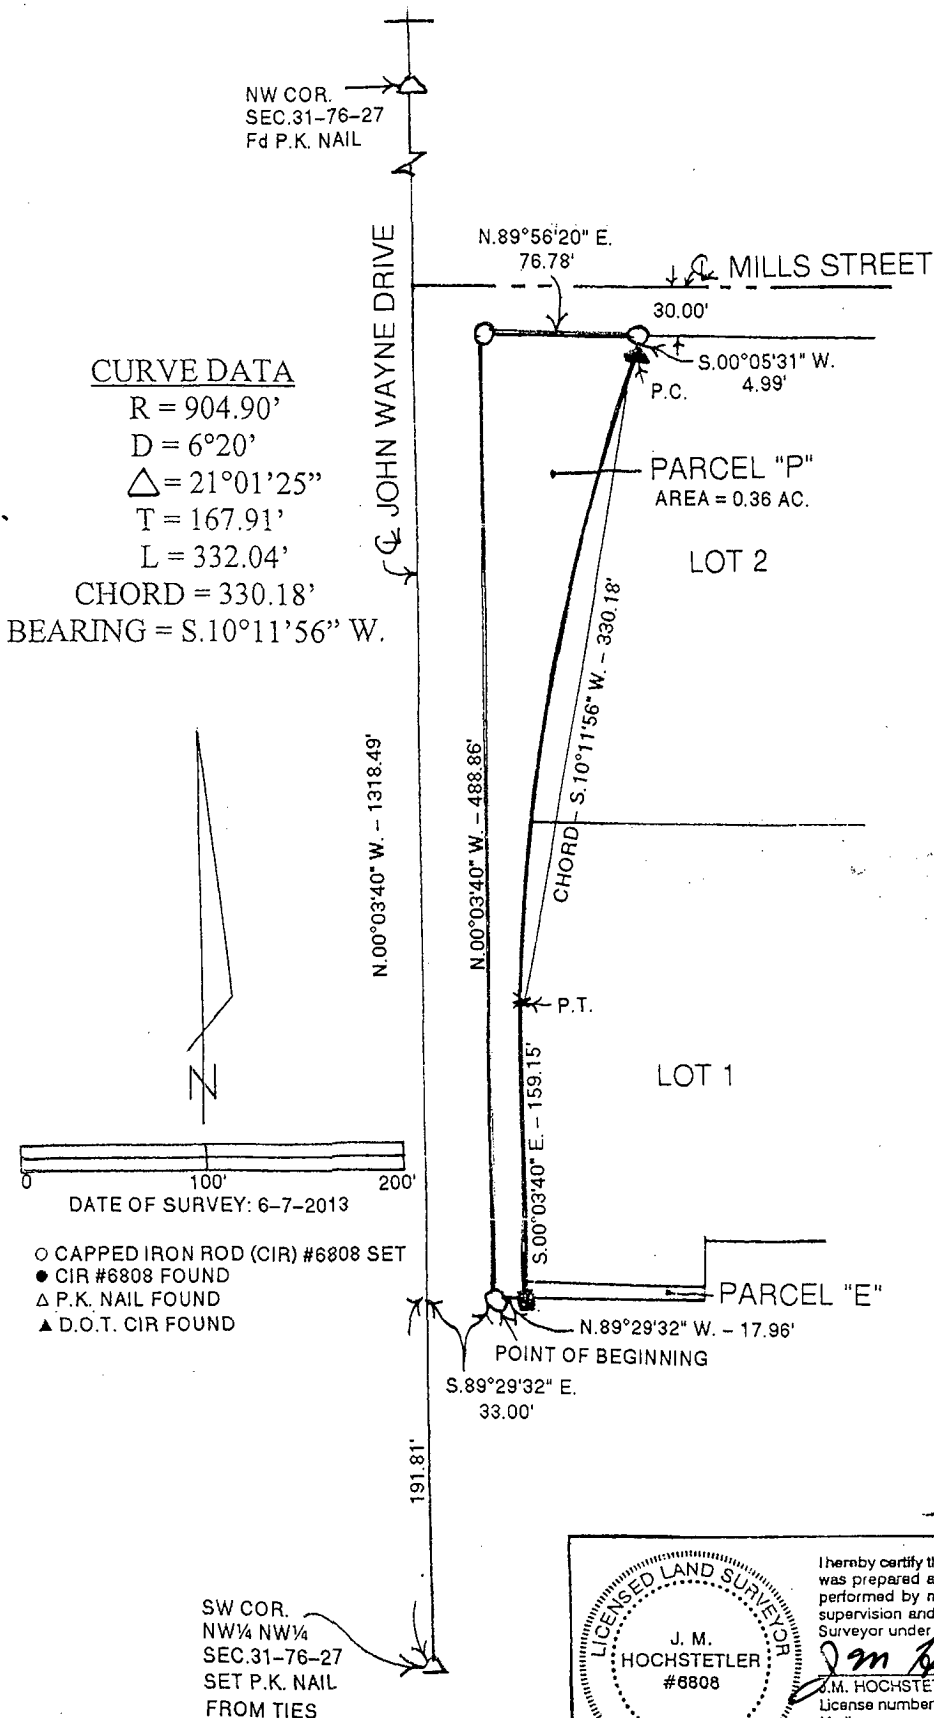 NW COR.
SEC.31-76-27
Fd P.K. NAIL
JOHN WAYNE DRIVE
N.89°56'20" E.
76.78'
℄ MILLS STREET
30.00'
S.00°05'31" W.
4.99'
P.C.
CURVE DATA
R = 904.90'
D = 6°20'
△ = 21°01'25"
T = 167.91'
L = 332.04'
CHORD = 330.18'
BEARING = S.10°11'56" W.
℄
PARCEL "P"
AREA = 0.36 AC.
LOT 2
CHORD - S.10°11'56" W. - 330.18'
N.00°03'40" W. - 1318.49'
N.00°03'40" W. - 488.86'
P.T.
S.00°03'40" E. - 159.15'
LOT 1
N
0 100' 200'
DATE OF SURVEY: 6-7-2013
○ CAPPED IRON ROD (CIR) #6808 SET
● CIR #6808 FOUND
△ P.K. NAIL FOUND
▲ D.O.T. CIR FOUND
PARCEL "E"
N.89°29'32" W. - 17.96'
POINT OF BEGINNING
S.89°29'32" E.
33.00'
191.81'
SW COR.
NW¼ NW¼
SEC.31-76-27
SET P.K. NAIL
FROM TIES
LICENSED LAND SURVEYOR
J. M.
HOCHSTETLER
#6808
I hereby certify
was prepared
performed by
supervision and
Surveyor under
J.M.
License number